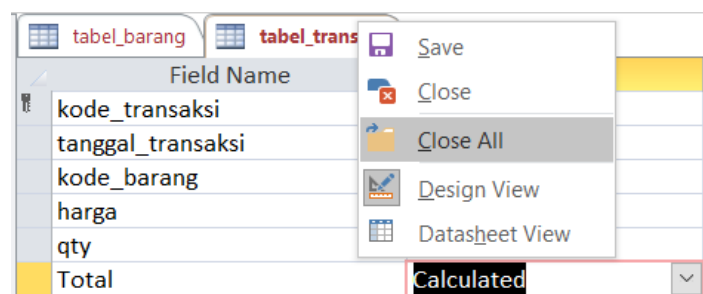 tabel_barang
tabel_trans
Field Name
kode_transaksi
tanggal_transaksi
kode_barang
harga
qty
Total
Calculated
Save
Close
Close All
Design View
Datasheet View